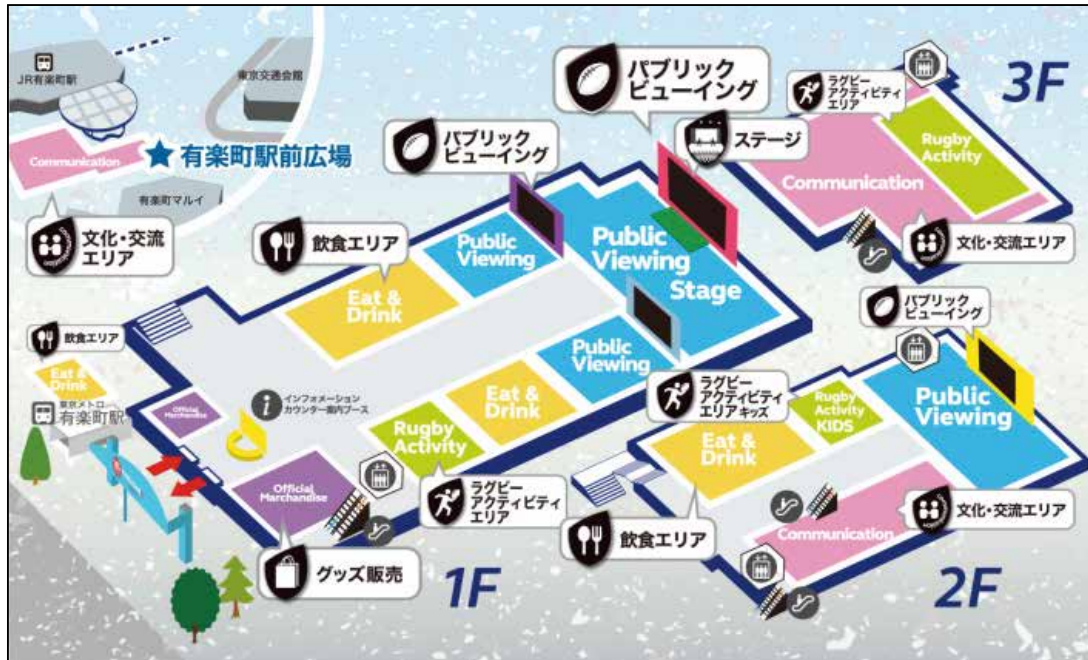 JR有楽町駅
東京交通会館
Communication
有楽町駅前広場
有楽町マルイ
文化・交流
エリア
パブリック
ビューイング
パブリック
ビューイング
ステージ
飲食エリア
Public
Viewing
Public
Viewing
Stage
Eat &
Drink
Public
Viewing
Eat &
Drink
Rugby
Activity
飲食エリア
Eat &
Drink
東京メトロ
有楽町駅
Official
Merchandise
i
インフォメーション
カウンター案内ブース
Official
Merchandise
ラグビー
アクティビティ
エリア
グッズ販売
1F
ラグビー
アクティビティ
エリア
3F
Rugby
Activity
Communication
文化・交流エリア
パブリック
ビューイング
Public
Viewing
ラグビー
アクティビティ
エリア キッズ
Rugby
Activity
KIDS
Eat &
Drink
飲食エリア
Communication
文化・交流エリア
2F